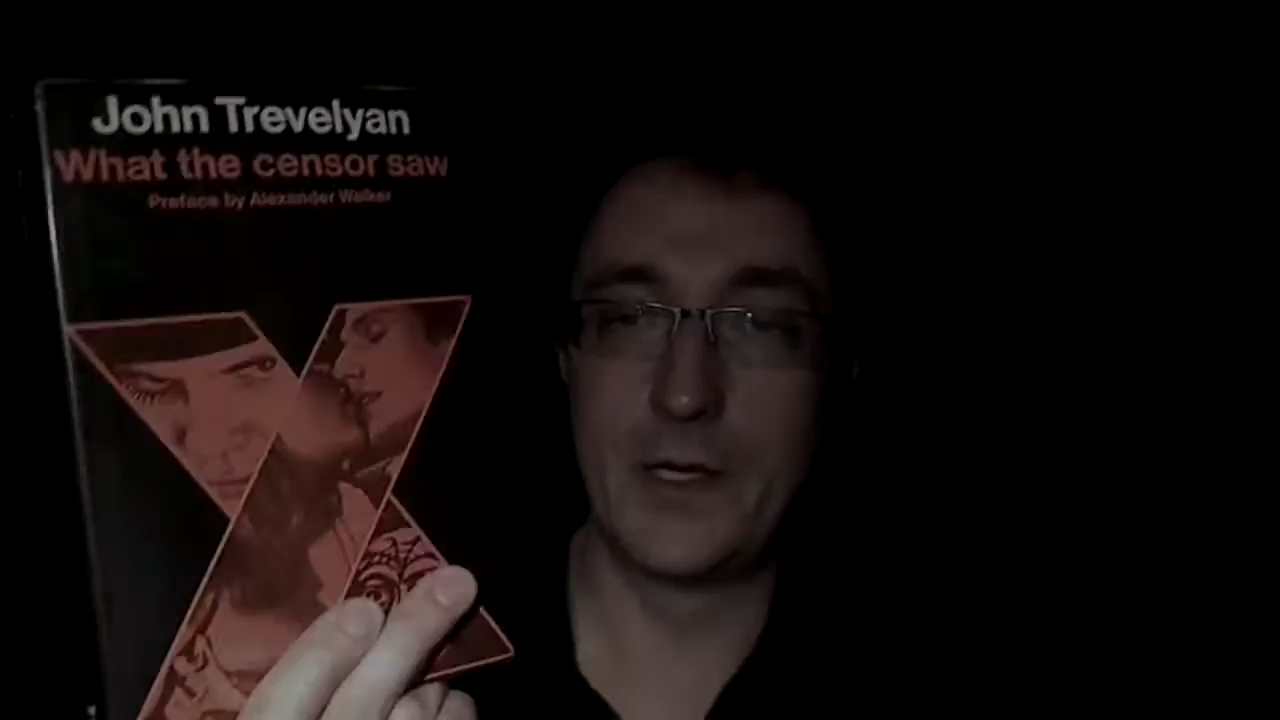 John Trevelyan
What the censor saw
Preface by Alexander Walker